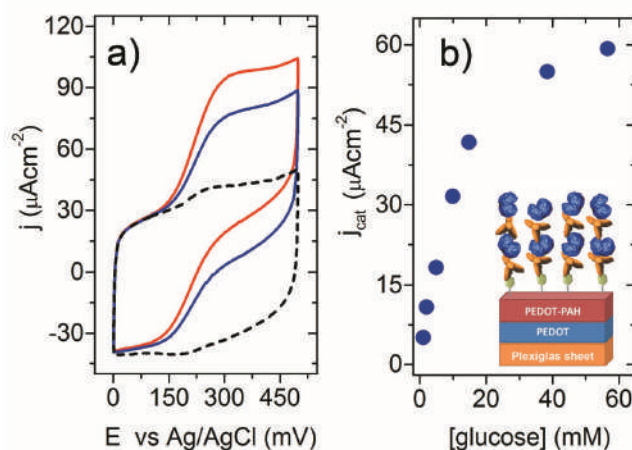 a)
120
90
60
30
0
-30
j (µAcm⁻²)
0 150 300 450
E vs Ag/AgCl (mV)
b)
60
45
30
15
0
j_cat (µAcm⁻²)
PEDOT-PAH
PEDOT
Plexiglas sheet
0 20 40 60
[glucose] (mM)